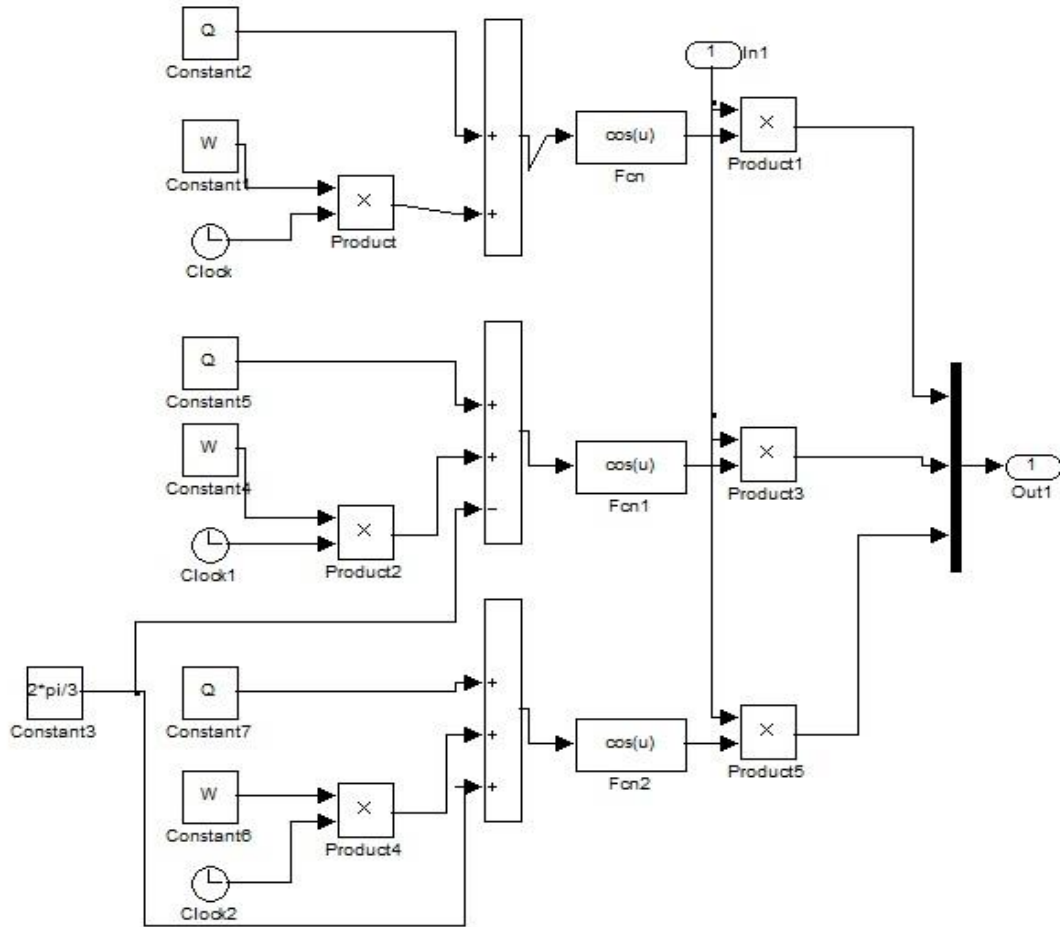 Q
Constant2
1
In1
W
Constant1
+
cos(u)
Fcn
×
Product1
×
Product
+
Clock
Q
Constant5
+
W
Constant4
+
cos(u)
Fcn1
×
Product3
1
Out1
−
×
Product2
Clock1
2*pi/3
Constant3
Q
Constant7
+
+
cos(u)
Fcn2
×
Product5
W
Constant6
+
×
Product4
Clock2